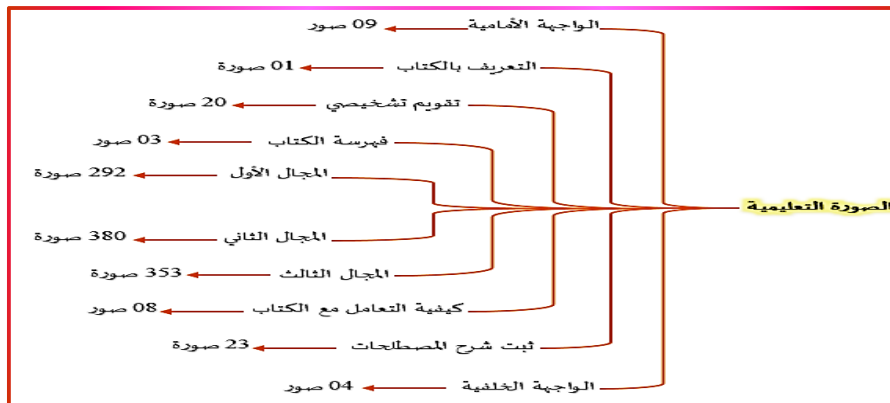 الواجهة الأمامية 09 صور
التعريف بالكتاب 01 صورة
تقويم تشخيصي 20 صورة
فهرسة الكتاب 03 صور
المجال الأول 292 صورة
الصورة التعليمية
المجال الثاني 380 صورة
المجال الثالث 353 صورة
كيفية التعامل مع الكتاب 08 صور
ثبت شرح المصطلحات 23 صورة
الواجهة الخلفية 04 صور